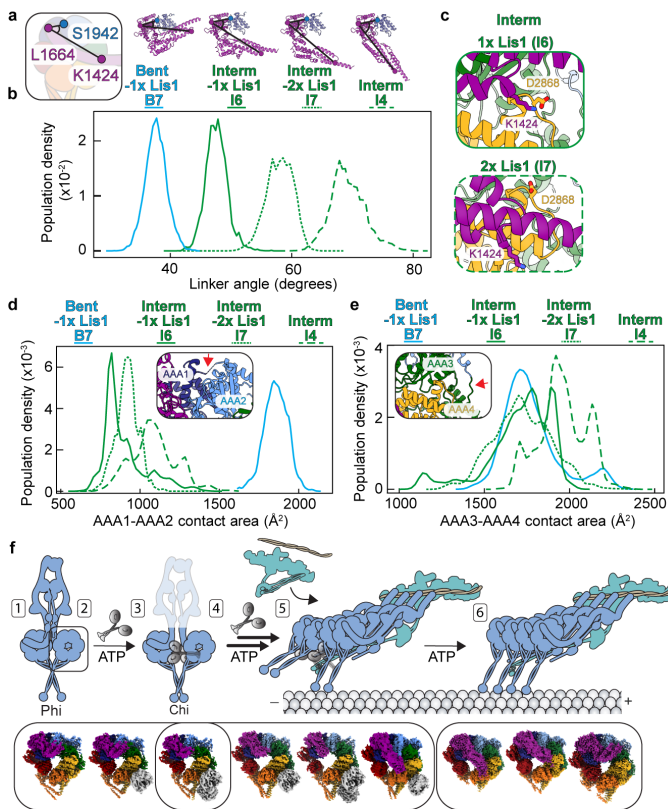 a
S1942
L1664
K1424
Bent
-1x Lis1
B7
Interm
-1x Lis1
I6
Interm
-2x Lis1
I7
Interm
I4
b
Population density
(x10-2)
2
1
0
40
60
80
Linker angle (degrees)
c
Interm
1x Lis1 (I6)
D2868
K1424
2x Lis1 (I7)
D2868
K1424
d
Bent
-1x Lis1
B7
Interm
-1x Lis1
I6
Interm
-2x Lis1
I7
Interm
I4
Population density (x10-3)
6
4
2
0
AAA1
AAA2
500
1000
1500
2000
AAA1-AAA2 contact area (Å2)
e
Bent
-1x Lis1
B7
Interm
-1x Lis1
I6
Interm
-2x Lis1
I7
Interm
I4
Population density (x10-3)
4
2
0
AAA3
AAA4
1000
1500
2000
2500
AAA3-AAA4 contact area (Å2)
f
1
2
3
4
5
6
ATP
ATP
ATP
Phi
Chi
–
+